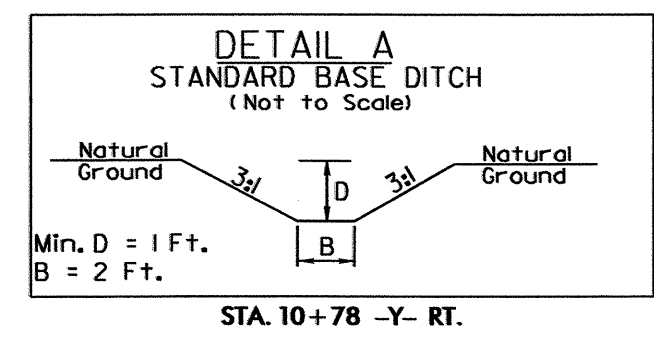 DETAIL A
STANDARD BASE DITCH
(Not to Scale)
Natural
Ground
3:1
D
3:1
Natural
Ground
Min. D = 1 Ft.
B
B = 2 Ft.
STA. 10+78 -Y- RT.